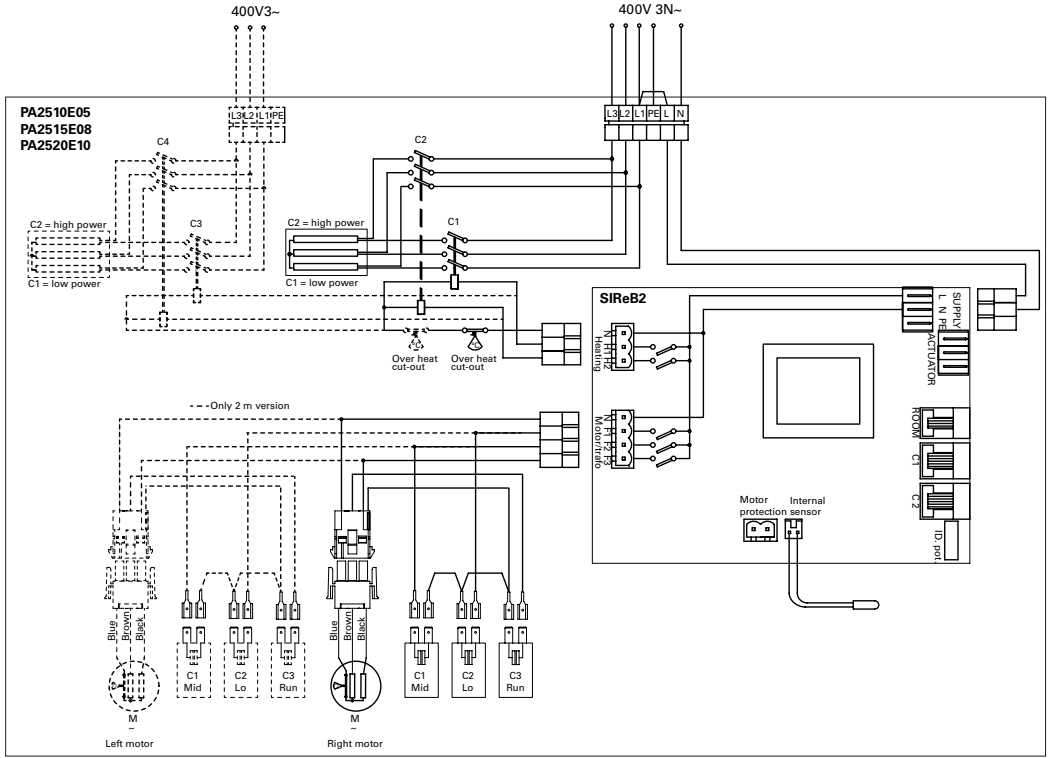 400V3~
400V 3N~
PA2510E05
PA2515E08
PA2520E10
L3 L2 L1 PE
L3 L2 L1 PE L N
C4
C2
C3
C1
C2 = high power
C1 = low power
C2 = high power
C1 = low power
SIReB2
L N PE
SUPPLY
ACTUATOR
N H1 H2
Heating
°C
Over heat
cut-out
°C
Over heat
cut-out
----Only 2 m version
N F1 F2 F3
Motor/trafo
ROOM
C1
C2
ID. pot.
Motor
protection
Internal
sensor
Blue
Brown
Black
Blue
Brown
Black
C1
Mid
C2
Lo
C3
Run
C1
Mid
C2
Lo
C3
Run
M
~
Left motor
M
~
Right motor